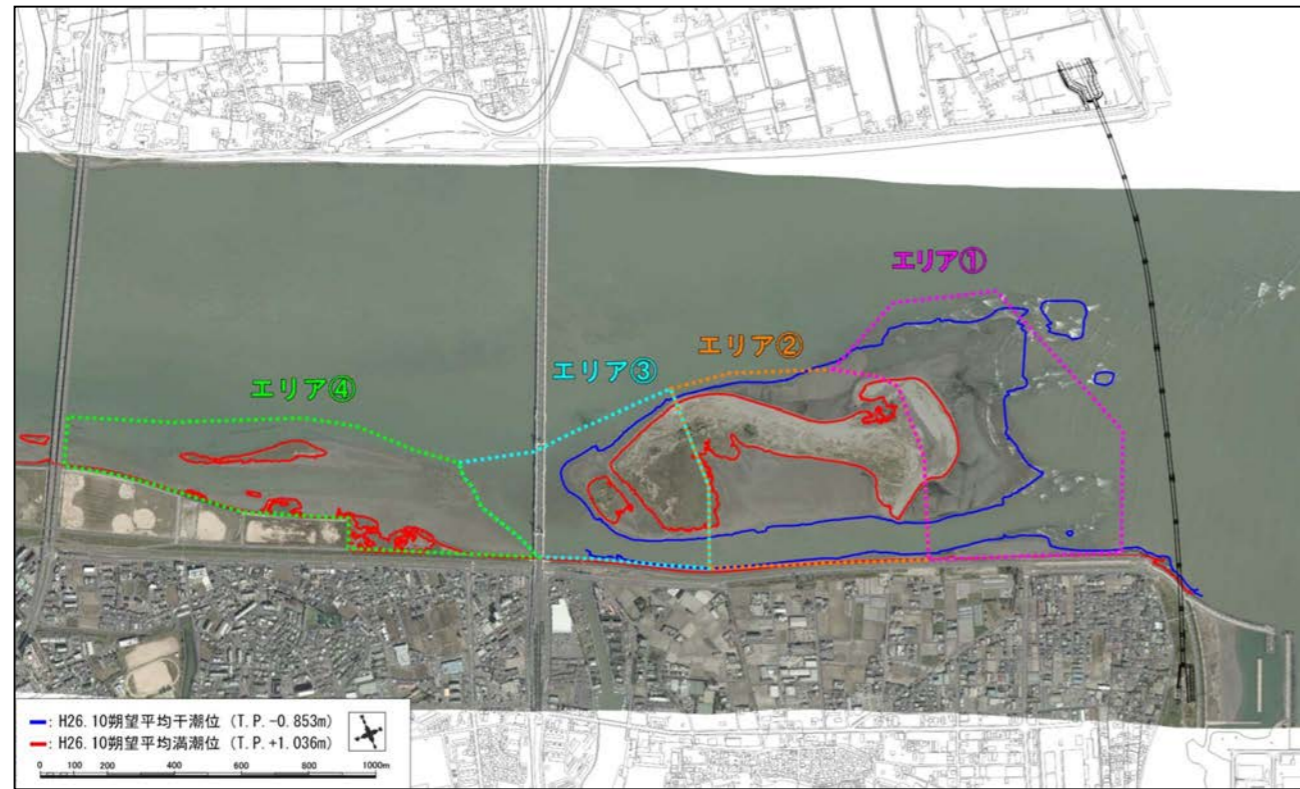 エリア①
エリア②
エリア③
エリア④
━: H26.10朔望平均干潮位 (T.P.-0.853m)
━: H26.10朔望平均満潮位 (T.P.+1.036m)
0 200 400 600 800 1000m